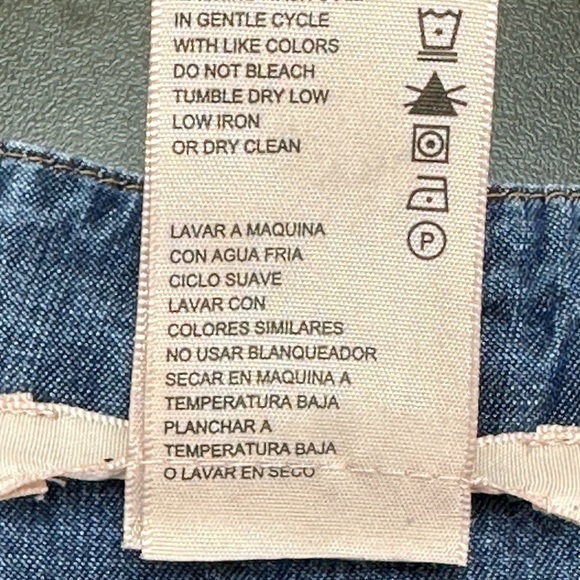 IN GENTLE CYCLE
WITH LIKE COLORS
DO NOT BLEACH
TUMBLE DRY LOW
LOW IRON
OR DRY CLEAN
P
LAVAR A MAQUINA
CON AGUA FRIA
CICLO SUAVE
LAVAR CON
COLORES SIMILARES
NO USAR BLANQUEADOR
SECAR EN MAQUINA A
TEMPERATURA BAJA
PLANCHAR A
TEMPERATURA BAJA
O LAVAR EN SECO